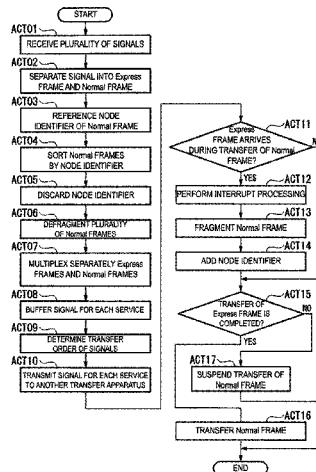 START
ACT01
RECEIVE PLURALITY OF SIGNALS
ACT02
SEPARATE SIGNAL INTO Express
FRAME AND Normal FRAME
ACT03
REFERENCE NODE
IDENTIFIER OF Normal FRAME
ACT04
SORT Normal FRAMES
BY NODE IDENTIFIER
ACT05
DISCARD NODE IDENTIFIER
ACT06
DEFRAGMENT PLURALITY
OF Normal FRAMES
ACT07
MULTIPLEX SEPARATELY Express
FRAMES AND Normal FRAMES
ACT08
BUFFER SIGNAL FOR EACH SERVICE
ACT09
DETERMINE TRANSFER
ORDER OF SIGNALS
ACT10
TRANSMIT SIGNAL FOR EACH SERVICE
TO ANOTHER TRANSFER APPARATUS
ACT11
Express
FRAME ARRIVES
DURING TRANSFER OF Normal
FRAME?
YES
ACT12
PERFORM INTERRUPT PROCESSING
ACT13
FRAGMENT Normal FRAME
ACT14
ADD NODE IDENTIFIER
ACT15
TRANSFER OF
Express FRAME IS
COMPLETED?
NO
YES
ACT17
SUSPEND TRANSFER OF
Normal FRAME
ACT16
TRANSFER Normal FRAME
END